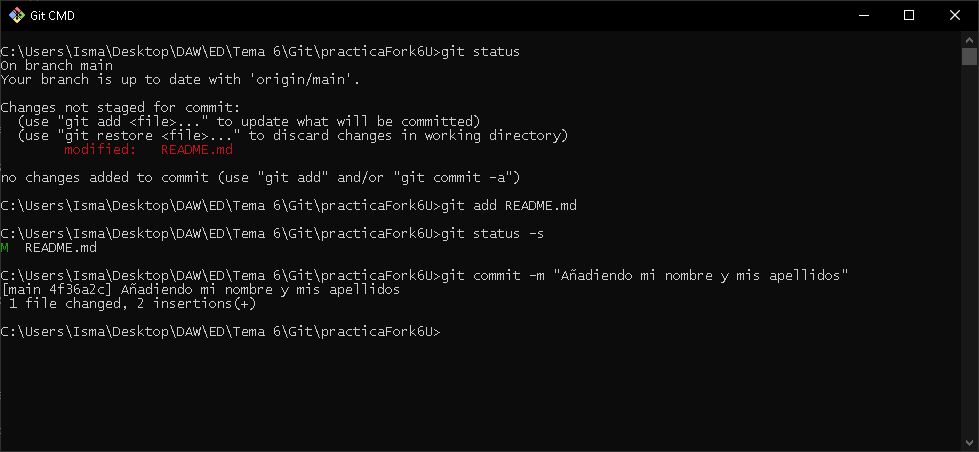 Git CMD
C:\Users\Isma\Desktop\DAW\ED\Tema 6\Git\practicaFork6U>git status
On branch main
Your branch is up to date with 'origin/main'.
Changes not staged for commit:
  (use "git add <file>..." to update what will be committed)
  (use "git restore <file>..." to discard changes in working directory)
        modified:   README.md
no changes added to commit (use "git add" and/or "git commit -a")
C:\Users\Isma\Desktop\DAW\ED\Tema 6\Git\practicaFork6U>git add README.md
C:\Users\Isma\Desktop\DAW\ED\Tema 6\Git\practicaFork6U>git status -s
M  README.md
C:\Users\Isma\Desktop\DAW\ED\Tema 6\Git\practicaFork6U>git commit -m "Añadiendo mi nombre y mis apellidos"
[main 4f36a2c] Añadiendo mi nombre y mis apellidos
 1 file changed, 2 insertions(+)
C:\Users\Isma\Desktop\DAW\ED\Tema 6\Git\practicaFork6U>